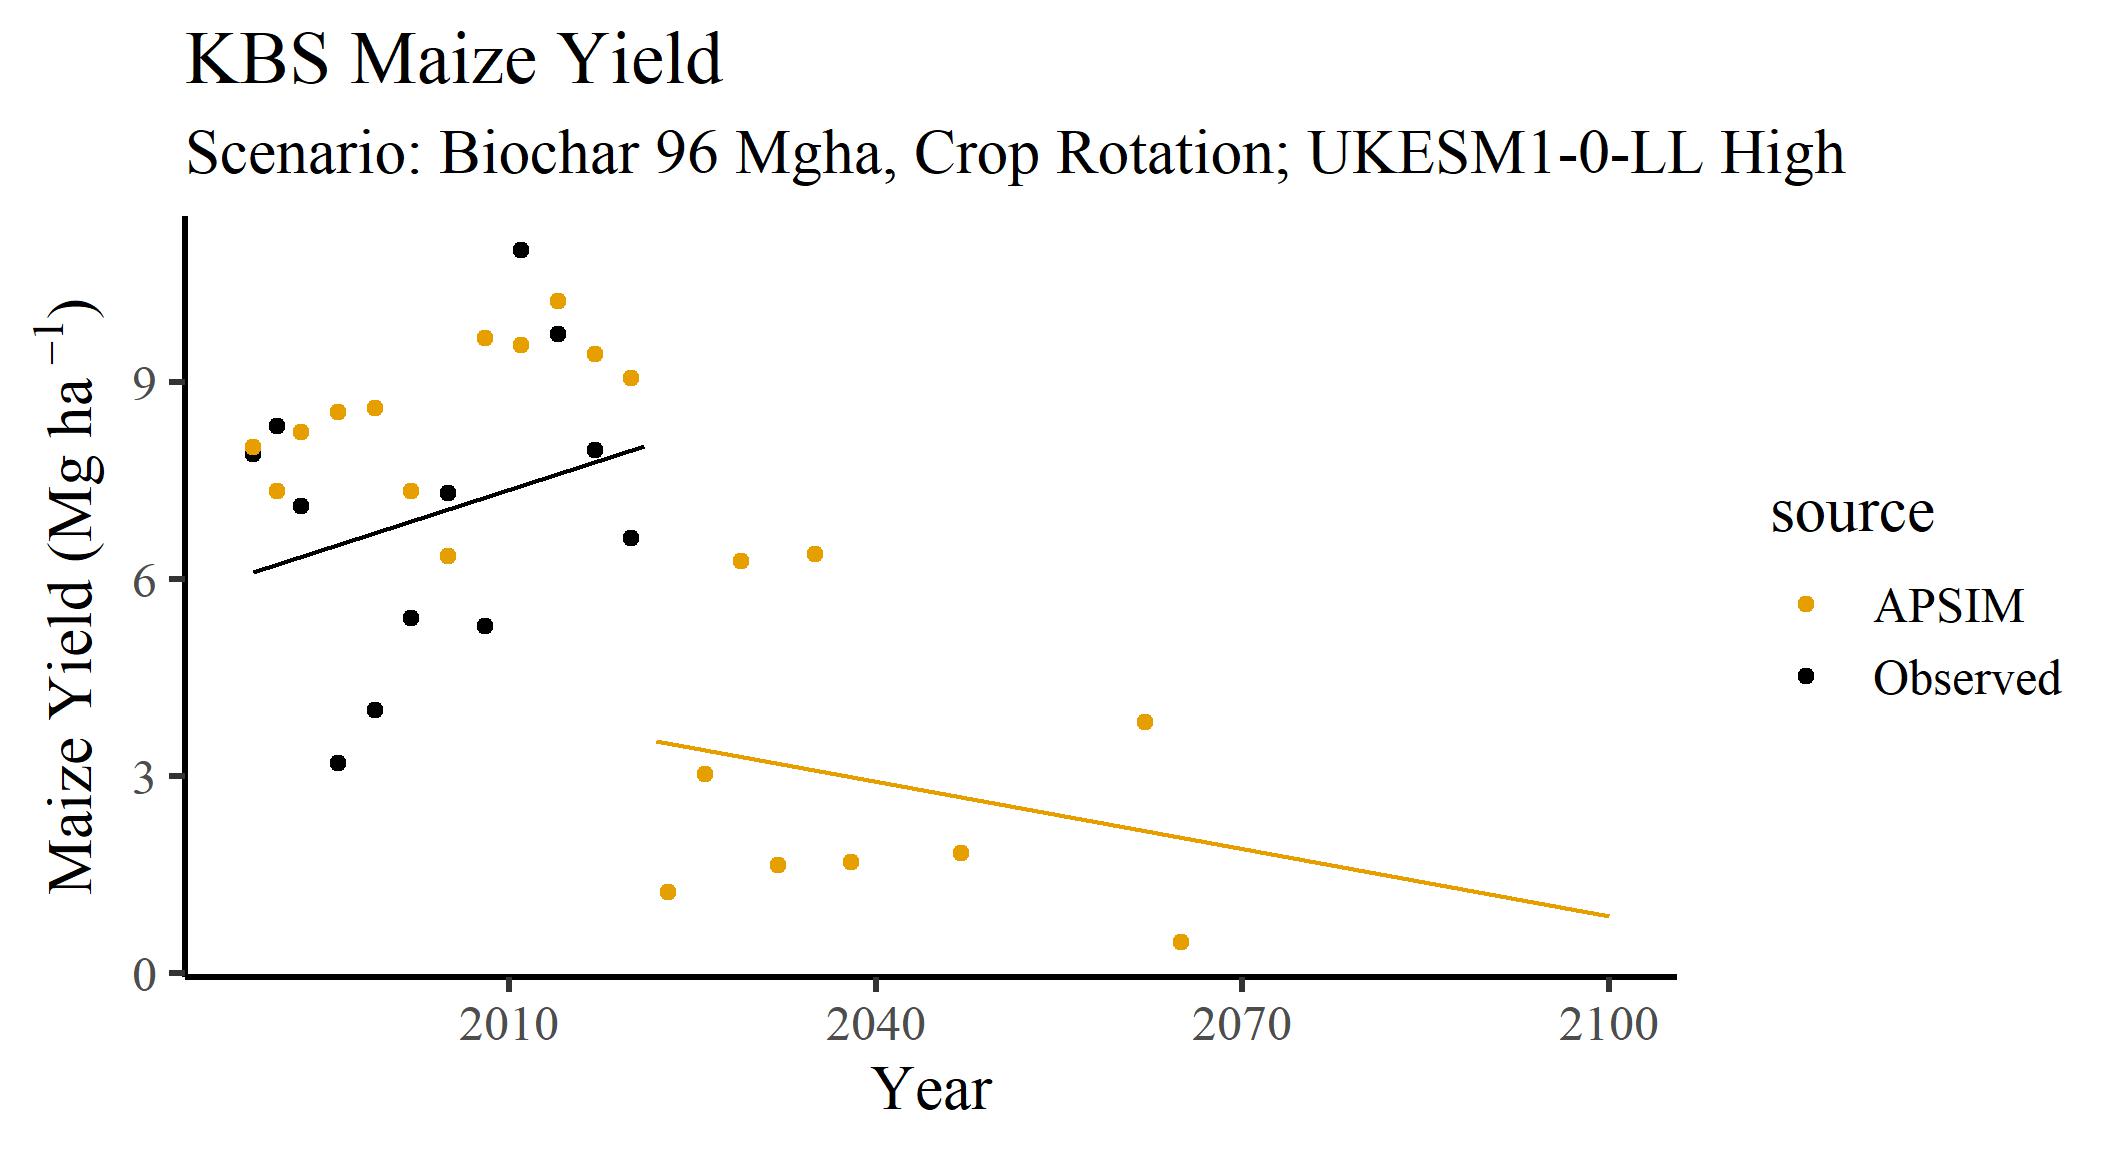 KBS Maize Yield
Scenario: Biochar 96 Mgha, Crop Rotation; UKESM1-0-LL High
Maize Yield (Mg ha −1)
9
6
3
0
2010 2040 2070 2100
Year
source
APSIM
Observed